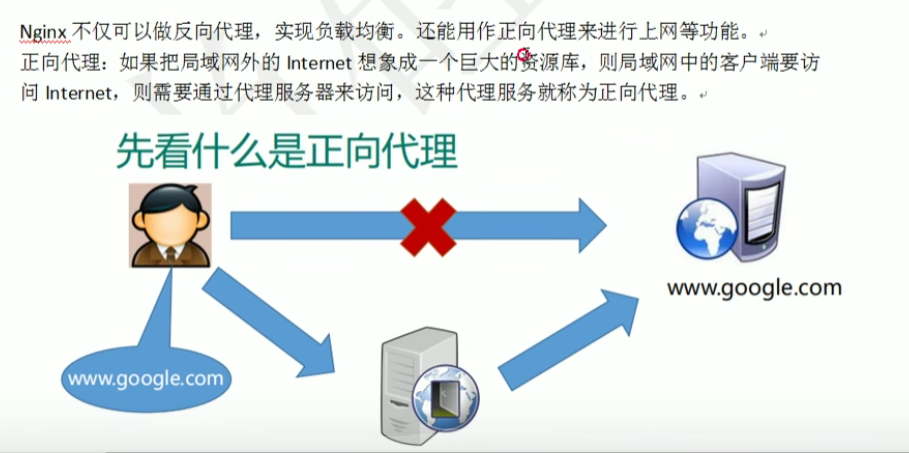 Nginx 不仅可以做反向代理，实现负载均衡。还能用作正向代理来进行上网等功能。
正向代理：如果把局域网外的 Internet 想象成一个巨大的资源库，则局域网中的客户端要访
问 Internet，则需要通过代理服务器来访问，这种代理服务就称为正向代理。
先看什么是正向代理
www.google.com
www.google.com